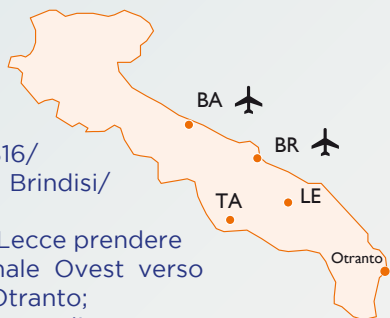 BA
16/
BR
Brindisi/
TA
LE
Lecce prendere
nale Ovest verso
Otranto
Otranto;